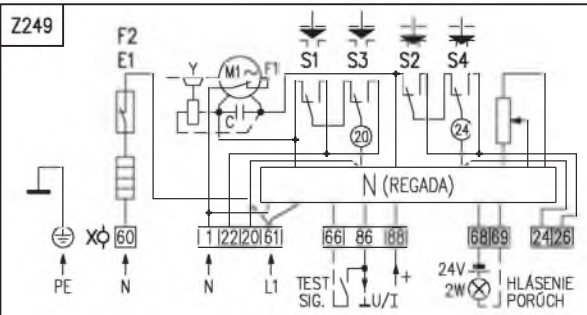 Z249
F2
E1
Y
M1~
F1
C
S1 S3 S2 S4
20
24
N (REGADA)
X 60
1 22 20 61
66 86 88
68 69
24 26
PE
N
N
L1
TEST
SIG.
⊥U/I
+
24V
2W
HLÁSENIE
PORÚCH